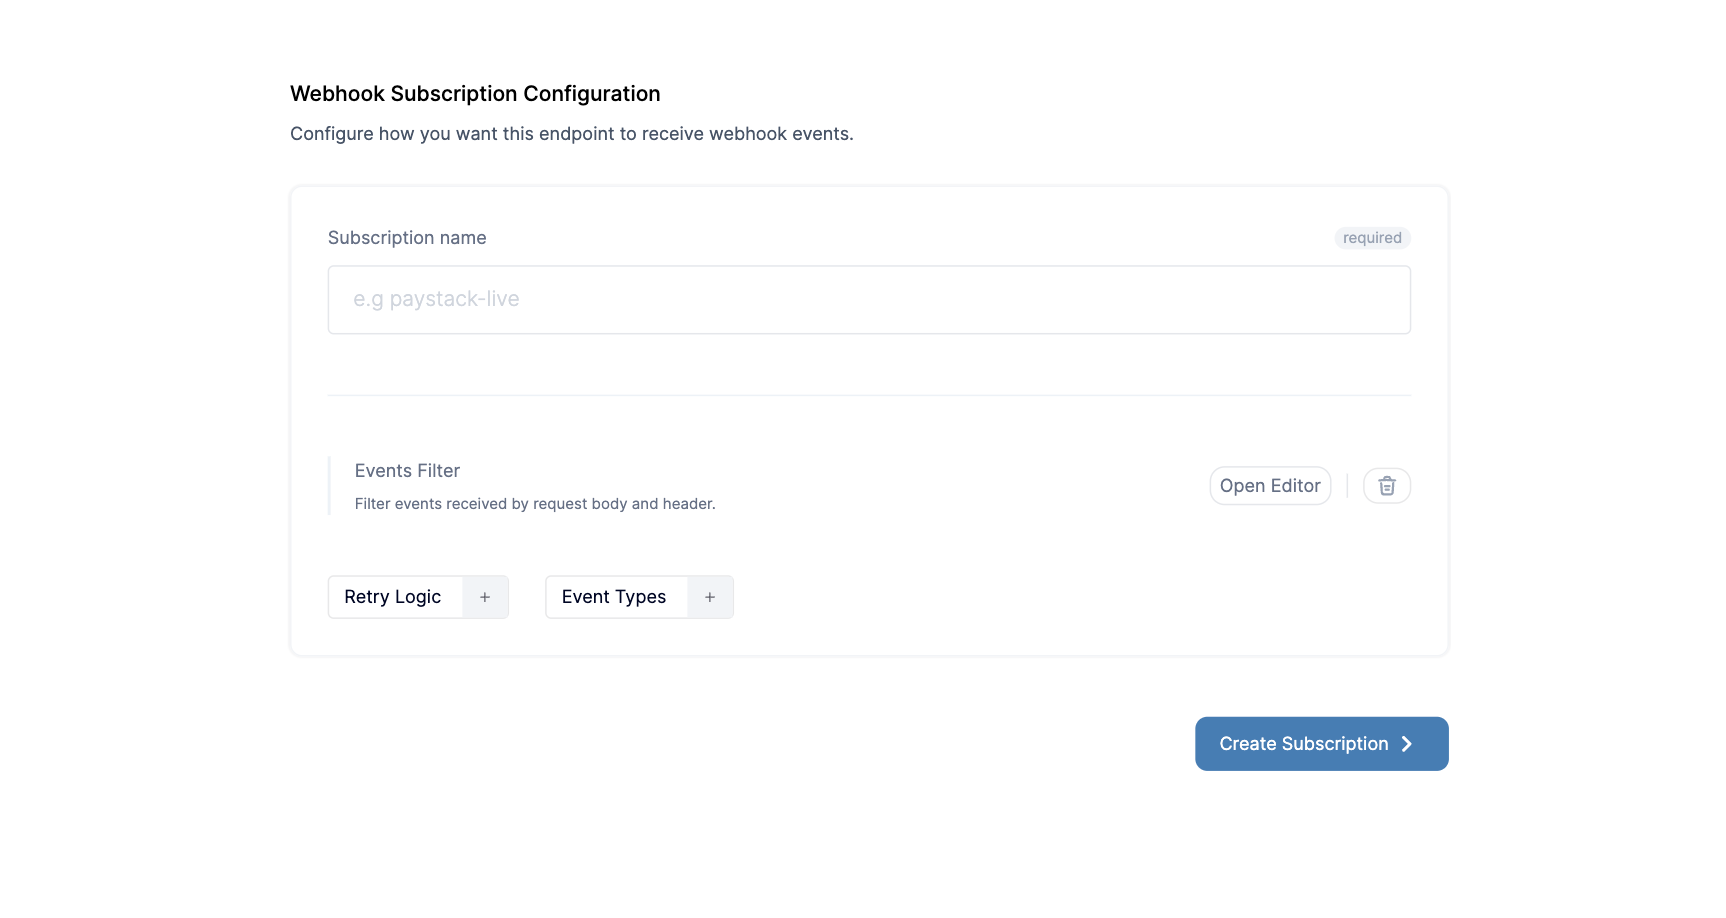 Webhook Subscription Configuration
Configure how you want this endpoint to receive webhook events.
Subscription name
required
e.g paystack-live
Events Filter
Filter events received by request body and header.
Open Editor
Retry Logic +
Event Types +
Create Subscription